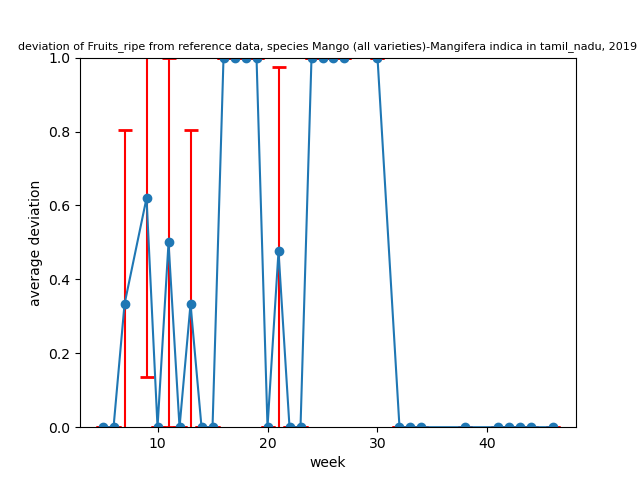 deviation of Fruits_ripe from reference data, species Mango (all varieties)-Mangifera indica in tamil_nadu, 2019
1.0
0.8
0.6
0.4
0.2
0.0
average deviation
10 20 30 40
week